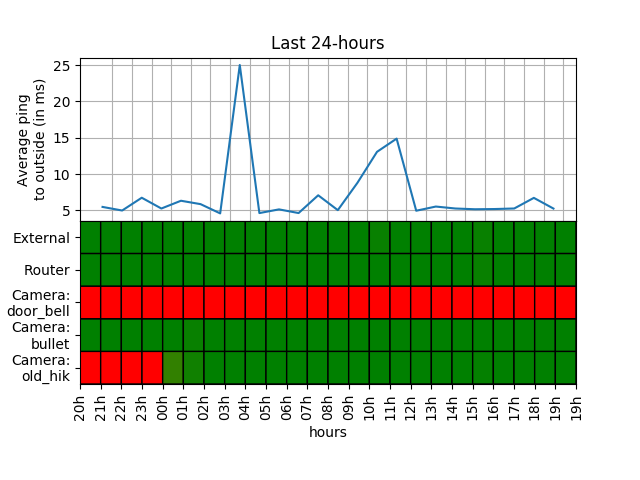 Last 24-hours
Average ping
to outside (in ms)
25
20
15
10
5
External
Router
Camera:
door_bell
Camera:
bullet
Camera:
old_hik
20h 21h 22h 23h 00h 01h 02h 03h 04h 05h 06h 07h 08h 09h 10h 11h 12h 13h 14h 15h 16h 17h 18h 19h 19h
hours